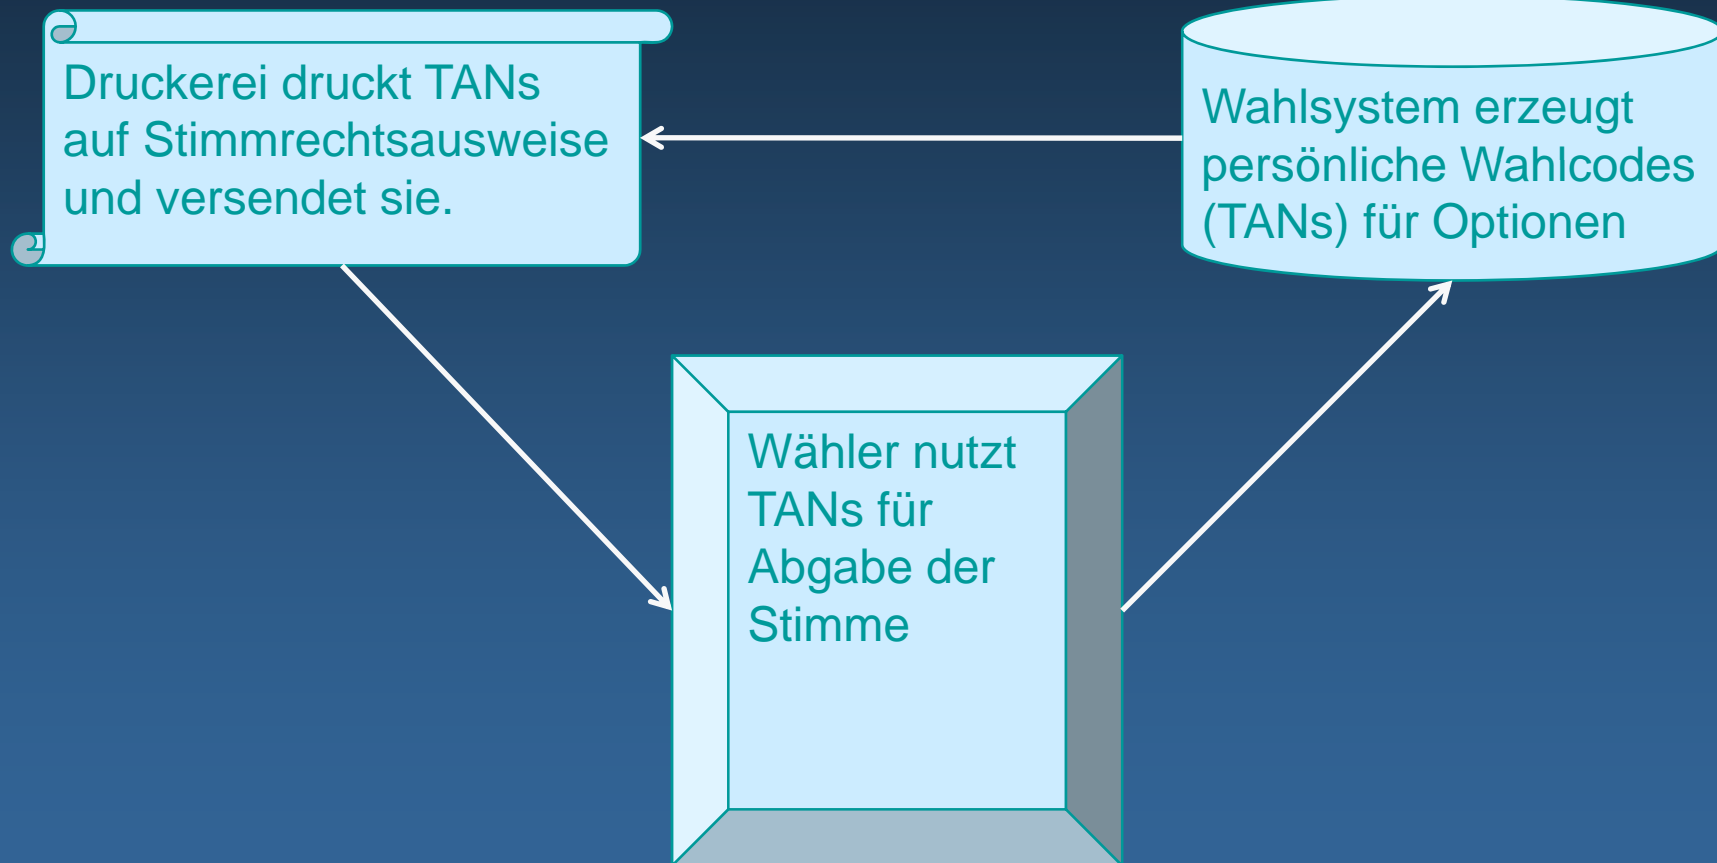 Druckerei druckt TANs
auf Stimmrechtsausweise
und versendet sie.
Wahlsystem erzeugt
persönliche Wahlcodes
(TANs) für Optionen
Wähler nutzt
TANs für
Abgabe der
Stimme